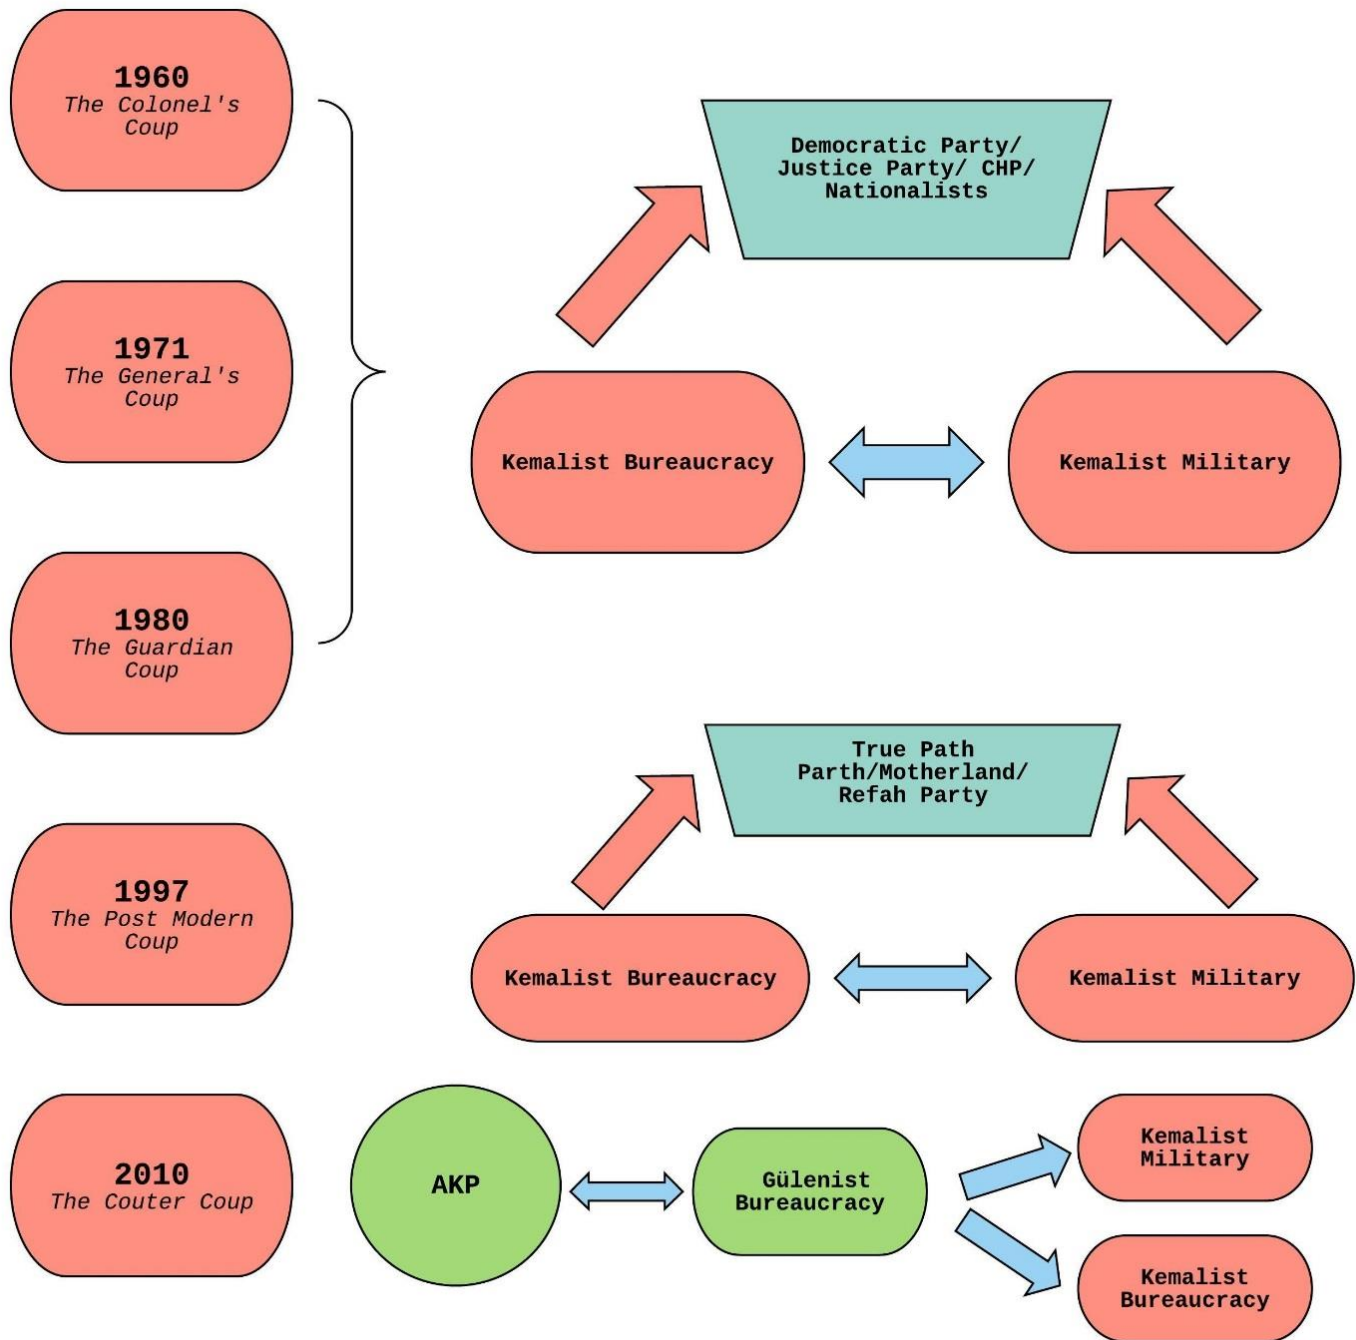 1960
The Colonel's
Coup
1971
The General's
Coup
1980
The Guardian
Coup
Democratic Party/
Justice Party/ CHP/
Nationalists
Kemalist Bureaucracy
Kemalist Military
1997
The Post Modern
Coup
True Path
Parth/Motherland/
Refah Party
Kemalist Bureaucracy
Kemalist Military
2010
The Couter Coup
AKP
Gülenist
Bureaucracy
Kemalist
Military
Kemalist
Bureaucracy